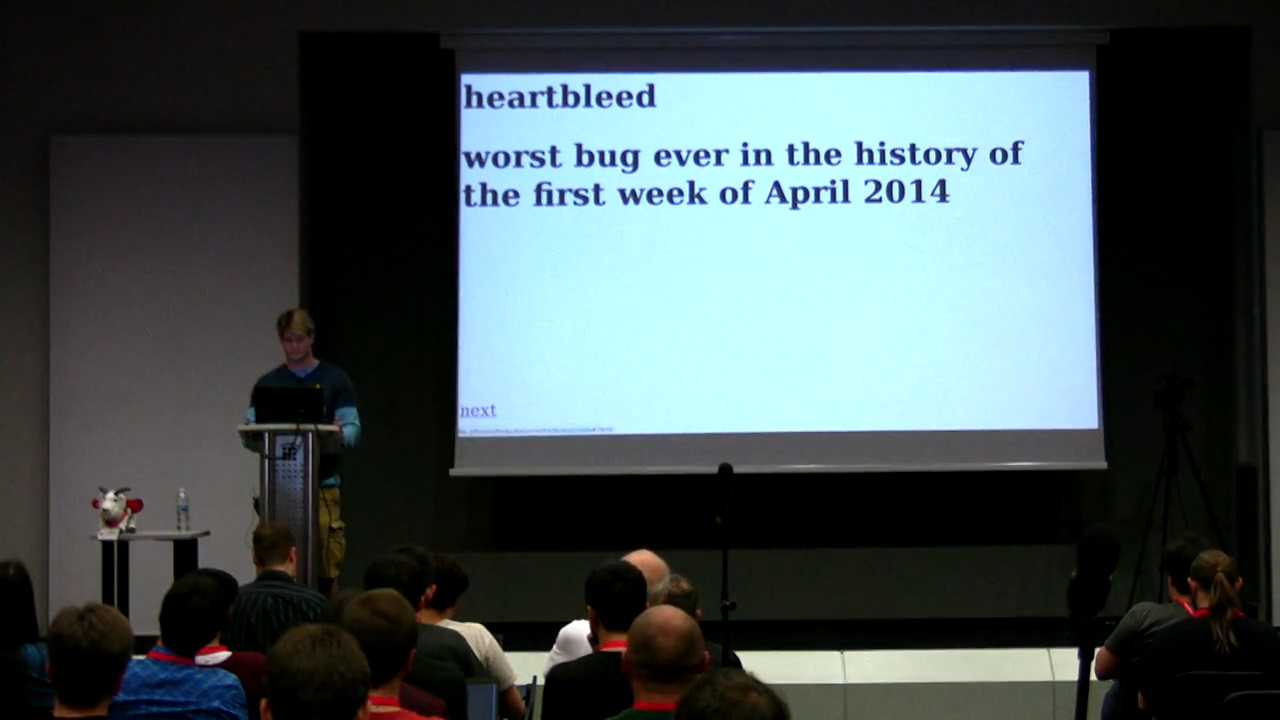 heartbleed
worst bug ever in the history of
the first week of April 2014
next